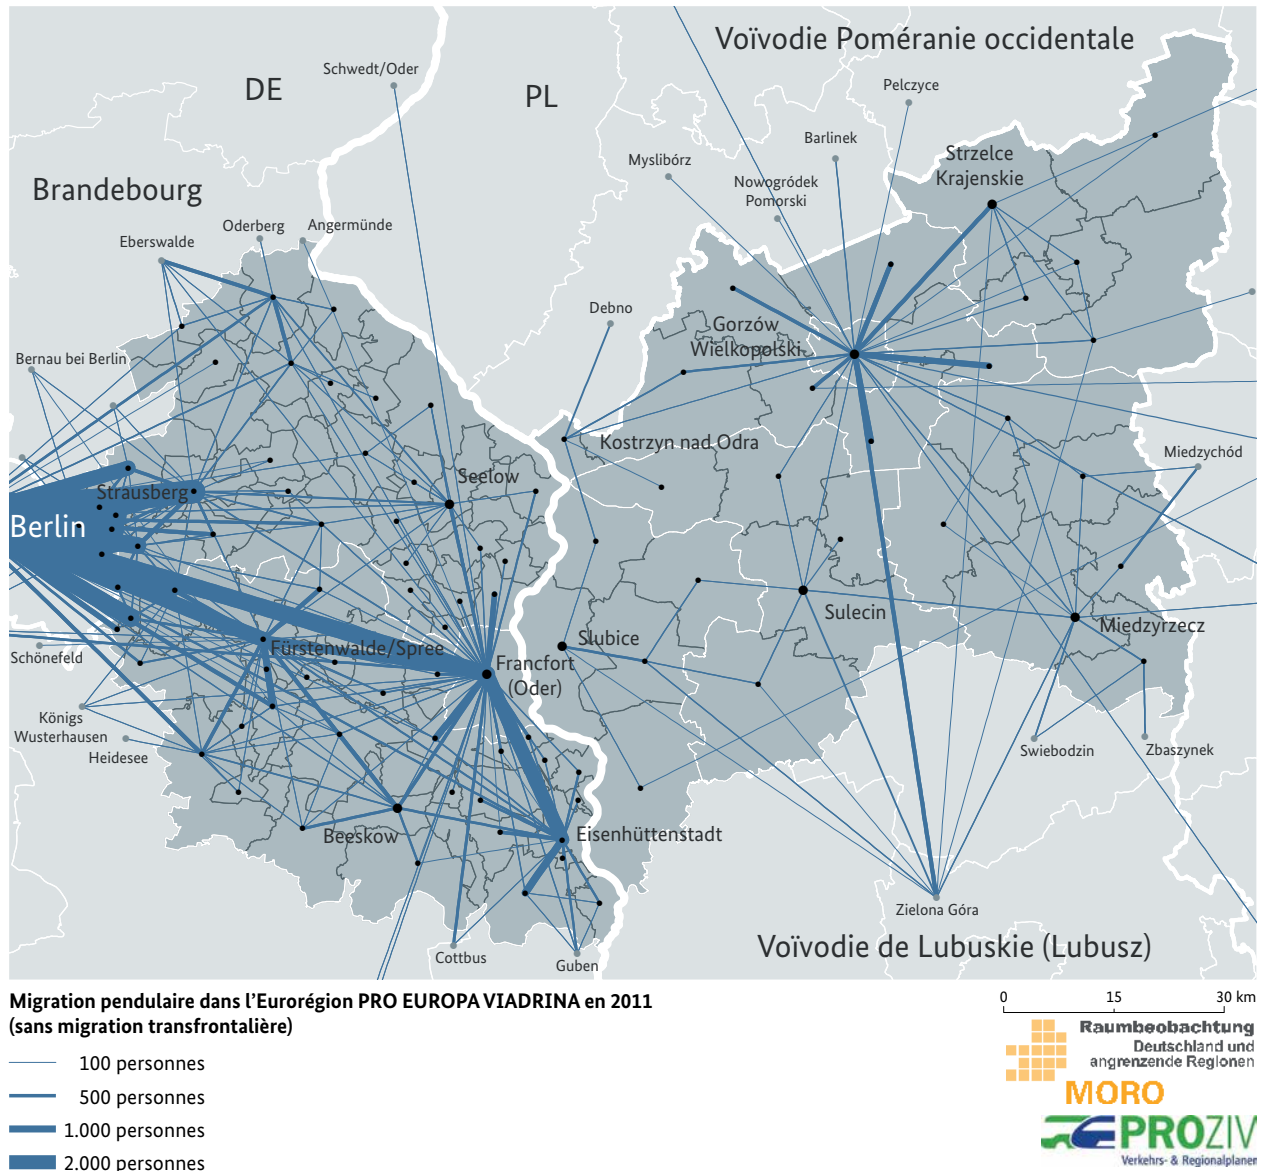 Voïvodie Poméranie occidentale
Schwedt/Oder
DE
PL
Pelczyce
Barlinek
Strzelce
Krajenskie
Myslibórz
Nowogródek
Pomorski
Brandebourg
Oderberg
Angermünde
Eberswalde
Debno
Gorzów
Wielkopolski
Bernau bei Berlin
Kostrzyn nad Odra
Miedzychód
Seelow
Strausberg
Berlin
Sulecin
Miedzyrzecz
Slubice
Fürstenwalde/Spree
Schönefeld
Francfort
(Oder)
Königs
Wusterhausen
Heidesee
Swiebodzin
Zbaszynek
Beeskow
Eisenhüttenstadt
Zielona Góra
Cottbus
Guben
Voïvodie de Lubuskie (Lubusz)
Migration pendulaire dans l'Eurorégion PRO EUROPA VIADRINA en 2011
(sans migration transfrontalière)
100 personnes
500 personnes
1.000 personnes
2.000 personnes
0 15 30 km
Raumbeobachtung
Deutschland und
angrenzende Regionen
MORO
PROZIV
Verkehrs- & Regionalplaner